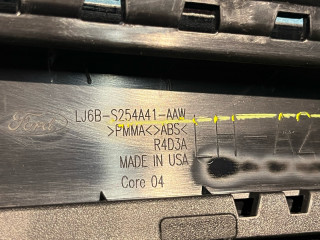 Ford
LJ6B-S254A41-AAW
>PMMA<>ABS<
R4D3A
MADE IN USA
Core 04